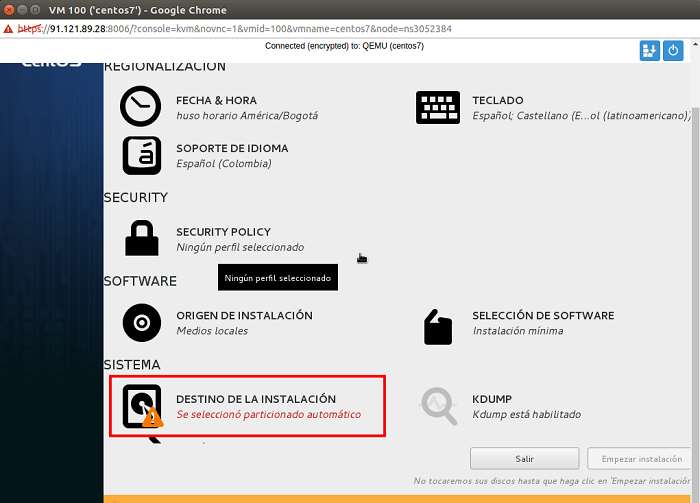 VM 100 ('centos7') - Google Chrome
https://91.121.89.28:8006/?console=kvm&novnc=1&vmid=100&vmname=centos7&node=ns3052384
Connected (encrypted) to: QEMU (centos7)
CentOS
REGIONALIZACIÓN
FECHA & HORA
huso horario América/Bogotá
TECLADO
Español; Castellano (E...ol (latinoamericano))
á
SOPORTE DE IDIOMA
Español (Colombia)
SECURITY
SECURITY POLICY
Ningún perfil seleccionado
Ningún perfil seleccionado
SOFTWARE
ORIGEN DE INSTALACIÓN
Medios locales
SELECCIÓN DE SOFTWARE
Instalación mínima
SISTEMA
DESTINO DE LA INSTALACIÓN
Se seleccionó particionado automático
KDUMP
Kdump está habilitado
Salir
Empezar instalación
No tocaremos sus discos hasta que haga clic en 'Empezar instalación